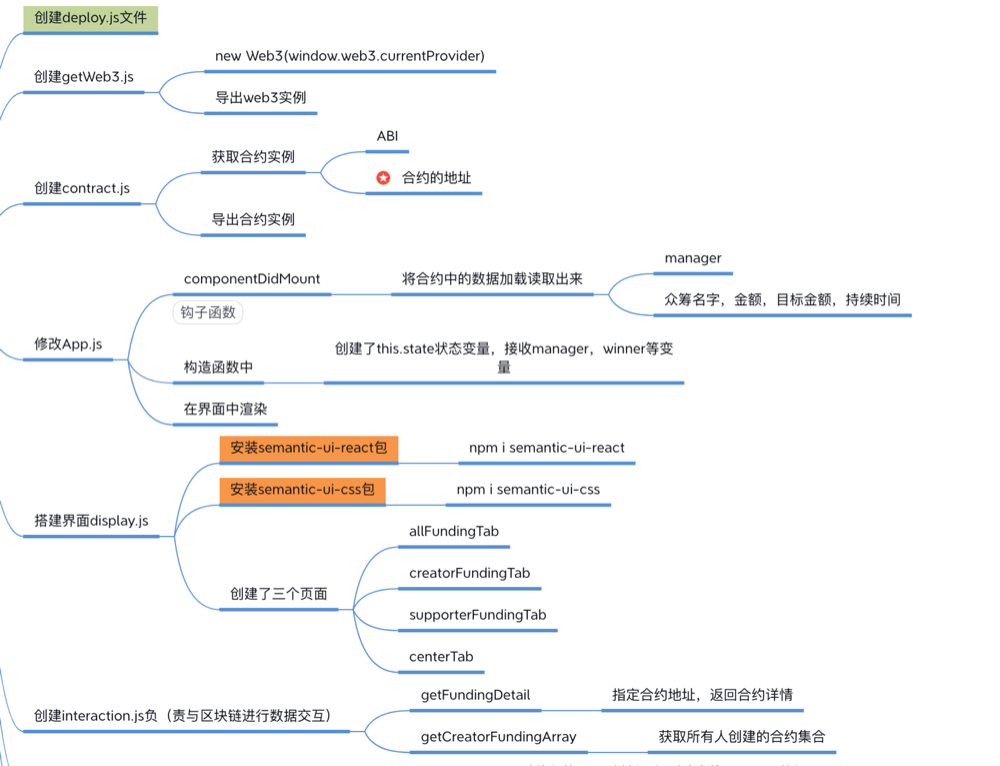 创建deploy.js文件
创建getWeb3.js
new Web3(window.web3.currentProvider)
导出web3实例
创建contract.js
获取合约实例
ABI
合约的地址
导出合约实例
修改App.js
componentDidMount
钩子函数
将合约中的数据加载读取出来
manager
众筹名字，金额，目标金额，持续时间
构造函数中
创建了this.state状态变量，接收manager，winner等变
量
在界面中渲染
搭建界面display.js
安装semantic-ui-react包
npm i semantic-ui-react
安装semantic-ui-css包
npm i semantic-ui-css
创建了三个页面
allFundingTab
creatorFundingTab
supporterFundingTab
centerTab
创建interaction.js负（责与区块链进行数据交互）
getFundingDetail
指定合约地址，返回合约详情
getCreatorFundingArray
获取所有人创建的合约集合